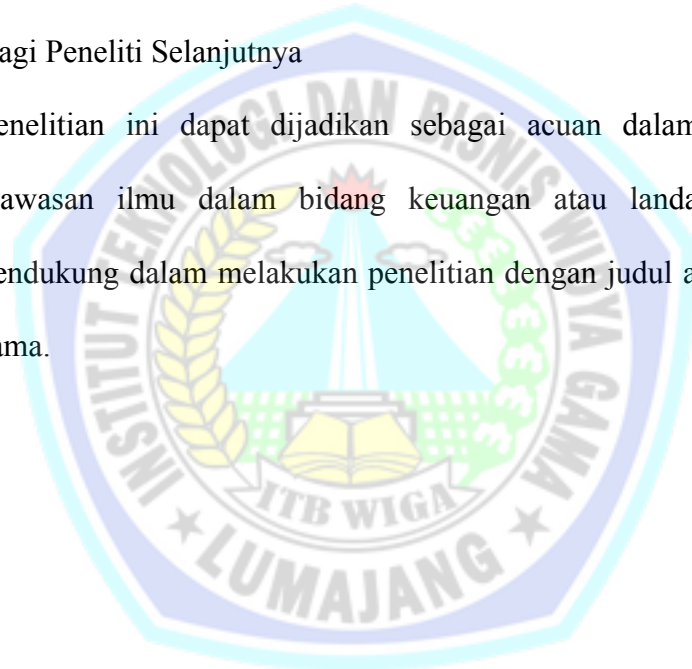 agi Peneliti Selanjutnya
enelitian ini dapat dijadikan sebagai acuan dalam
awasan ilmu dalam bidang keuangan atau landa
endukung dalam melakukan penelitian dengan judul a
ama.
INSTITUT TEKNOLOGI DAN BISNIS WIDYA GAMA
ITB WIGA
LUMAJANG